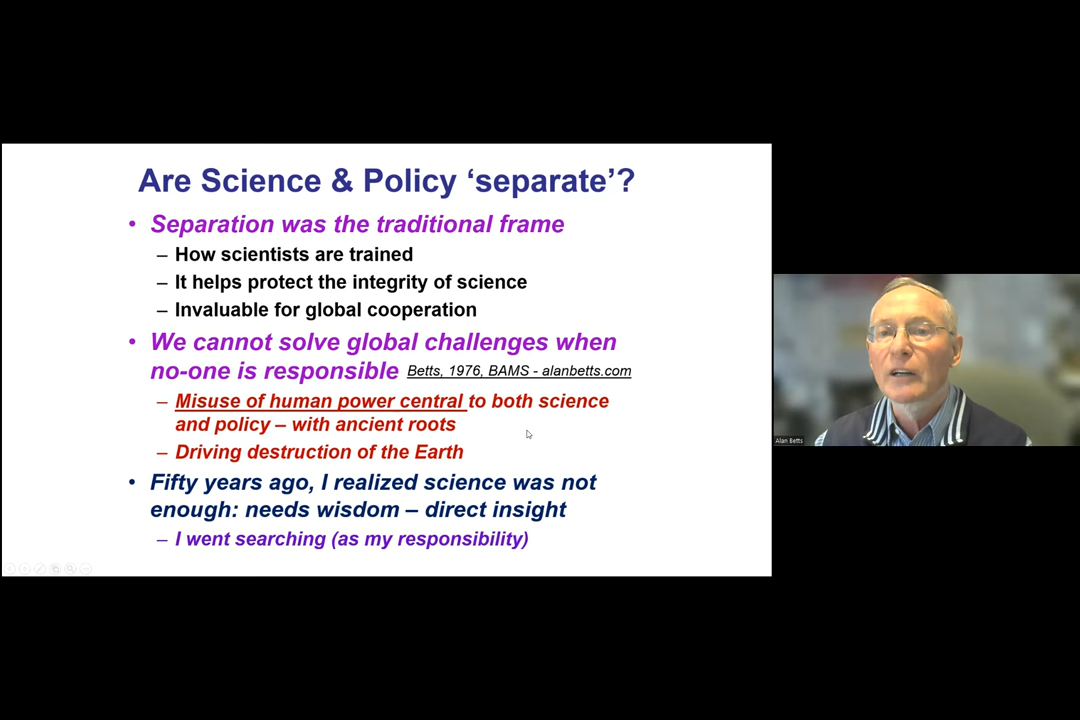 Are Science & Policy ‘separate’?
• Separation was the traditional frame
– How scientists are trained
– It helps protect the integrity of science
– Invaluable for global cooperation
• We cannot solve global challenges when
no-one is responsible Betts, 1976, BAMS - alanbetts.com
– Misuse of human power central to both science
and policy – with ancient roots
– Driving destruction of the Earth
• Fifty years ago, I realized science was not
enough: needs wisdom – direct insight
– I went searching (as my responsibility)
Alan Betts